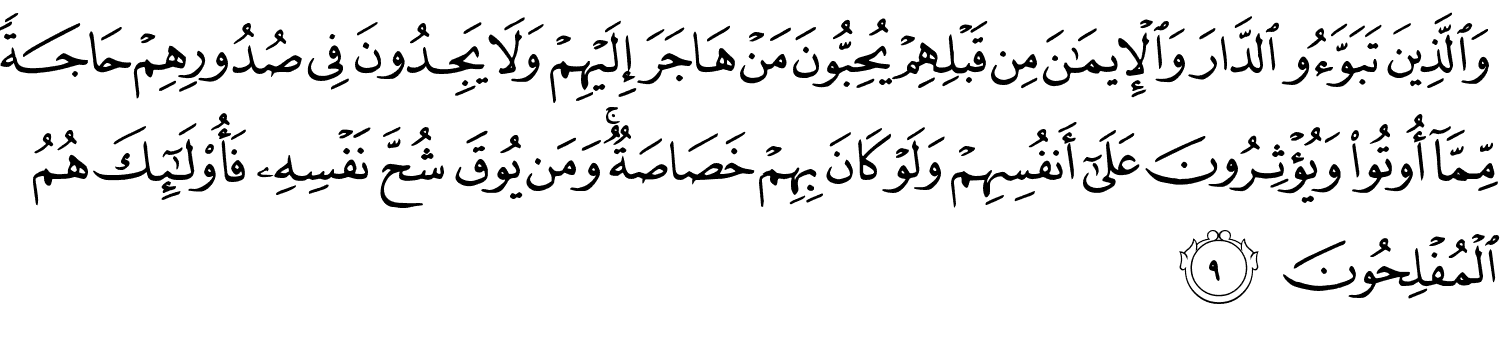 وَٱلَّذِينَ تَبَوَّءُو ٱلدَّارَ وَٱلْإِيمَـٰنَ مِن قَبْلِهِمْ يُحِبُّونَ مَنْ هَاجَرَ إِلَيْهِمْ وَلَا يَجِدُونَ فِى صُدُورِهِمْ حَاجَةً
مِّمَّآ أُوتُوا۟ وَيُؤْثِرُونَ عَلَىٰٓ أَنفُسِهِمْ وَلَوْ كَانَ بِهِمْ خَصَاصَةٌ ۚ وَمَن يُوقَ شُحَّ نَفْسِهِۦ فَأُو۟لَـٰٓئِكَ هُمُ
ٱلْمُفْلِحُونَ ٩